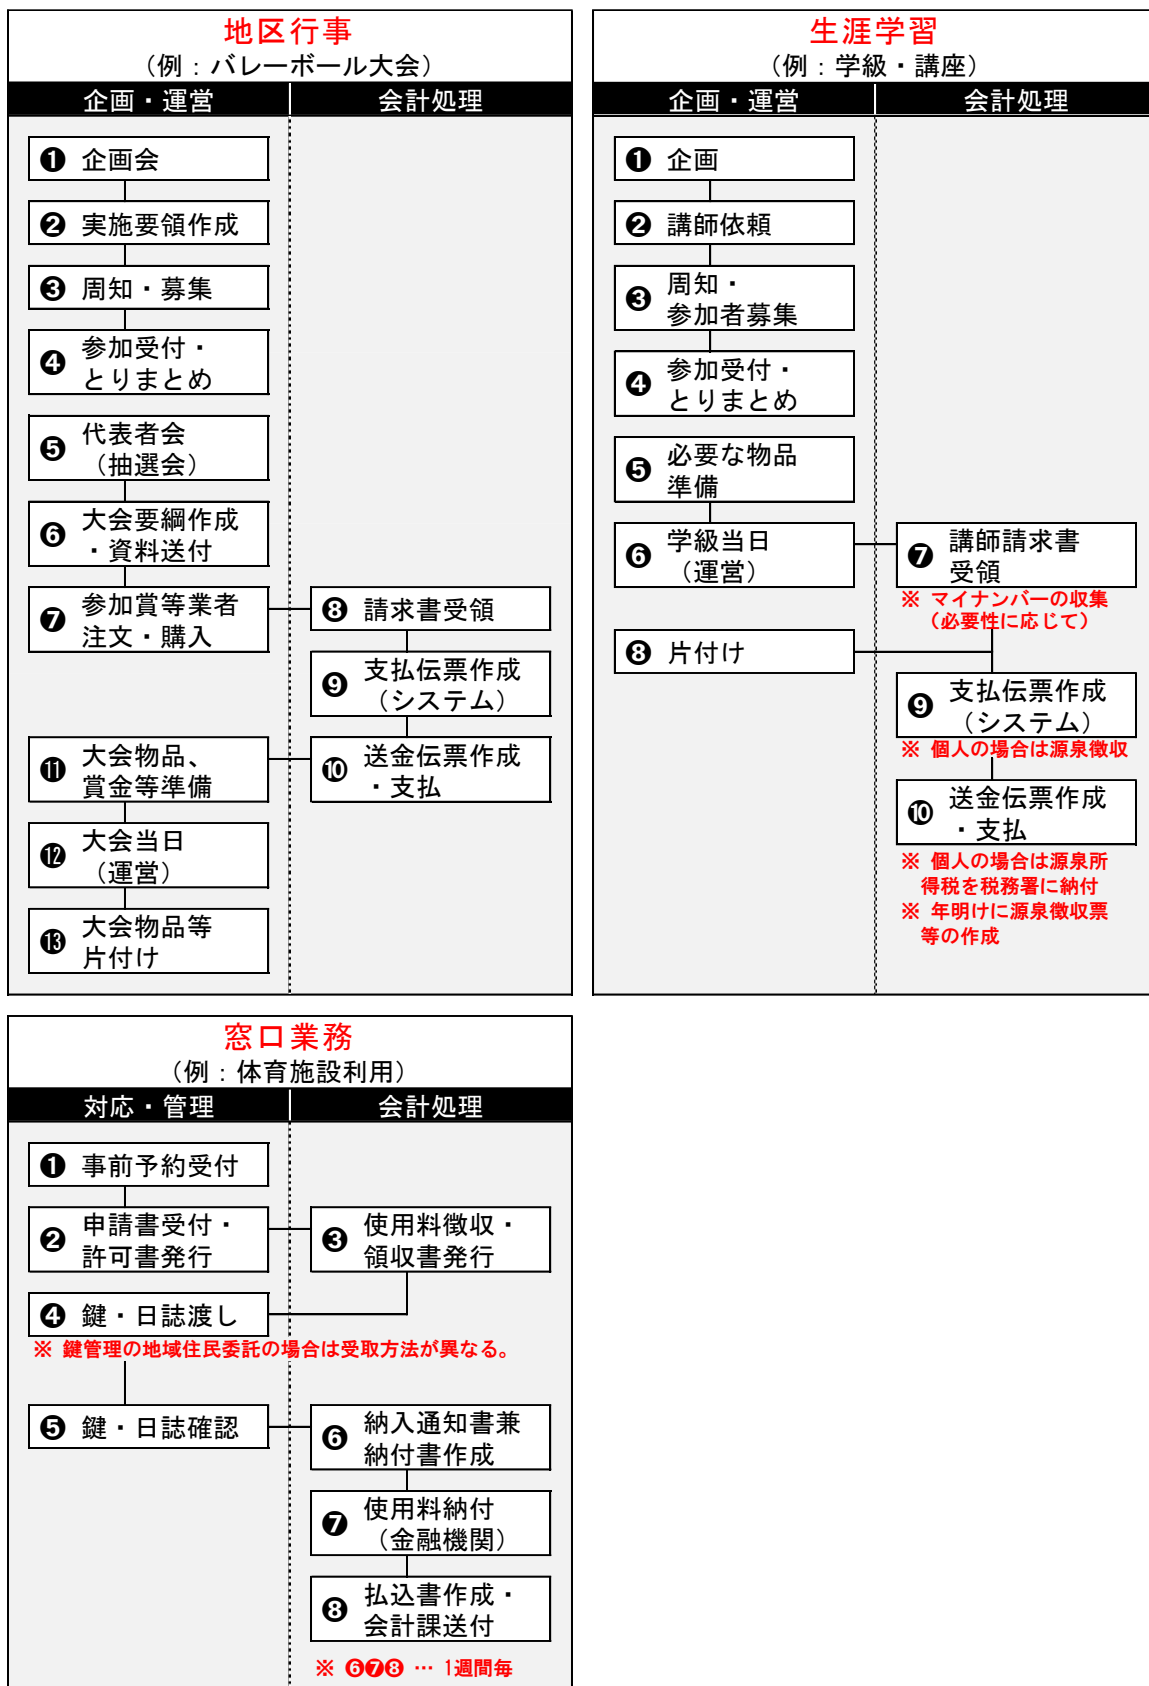 地区行事
（例：バレーボール大会）
企画・運営
会計処理
❶ 企画会
❷ 実施要領作成
❸ 周知・募集
❹ 参加受付・
とりまとめ
❺ 代表者会
（抽選会）
❻ 大会要綱作成
・資料送付
❼ 参加賞等業者
注文・購入
❽ 請求書受領
❾ 支払伝票作成
（システム）
❿ 送金伝票作成
・支払
⓫ 大会物品、
賞金等準備
⓬ 大会当日
（運営）
⓭ 大会物品等
片付け
生涯学習
（例：学級・講座）
企画・運営
会計処理
❶ 企画
❷ 講師依頼
❸ 周知・
参加者募集
❹ 参加受付・
とりまとめ
❺ 必要な物品
準備
❻ 学級当日
（運営）
❼ 講師請求書
受領
※ マイナンバーの収集
（必要性に応じて）
❽ 片付け
❾ 支払伝票作成
（システム）
※ 個人の場合は源泉徴収
❿ 送金伝票作成
・支払
※ 個人の場合は源泉所
得税を税務署に納付
※ 年明けに源泉徴収票
等の作成
窓口業務
（例：体育施設利用）
対応・管理
会計処理
❶ 事前予約受付
❷ 申請書受付・
許可書発行
❸ 使用料徴収・
領収書発行
❹ 鍵・日誌渡し
※ 鍵管理の地域住民委託の場合は受取方法が異なる。
❺ 鍵・日誌確認
❻ 納入通知書兼
納付書作成
❼ 使用料納付
（金融機関）
❽ 払込書作成・
会計課送付
※ ❻❼❽ … 1週間毎